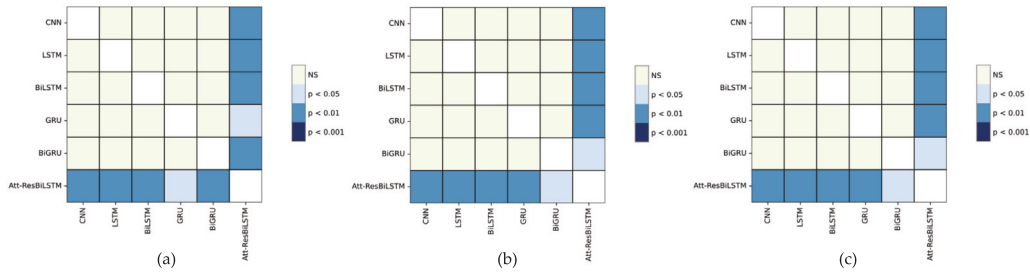 CNN
LSTM
BiLSTM
GRU
BiGRU
Att-ResBiLSTM
CNN
LSTM
BiLSTM
GRU
BiGRU
Att-ResBiLSTM
NS
p < 0.05
p < 0.01
p < 0.001
(a)
CNN
LSTM
BiLSTM
GRU
BiGRU
Att-ResBiLSTM
CNN
LSTM
BiLSTM
GRU
BiGRU
Att-ResBiLSTM
NS
p < 0.05
p < 0.01
p < 0.001
(b)
CNN
LSTM
BiLSTM
GRU
BiGRU
Att-ResBiLSTM
CNN
LSTM
BiLSTM
GRU
BiGRU
Att-ResBiLSTM
NS
p < 0.05
p < 0.01
p < 0.001
(c)